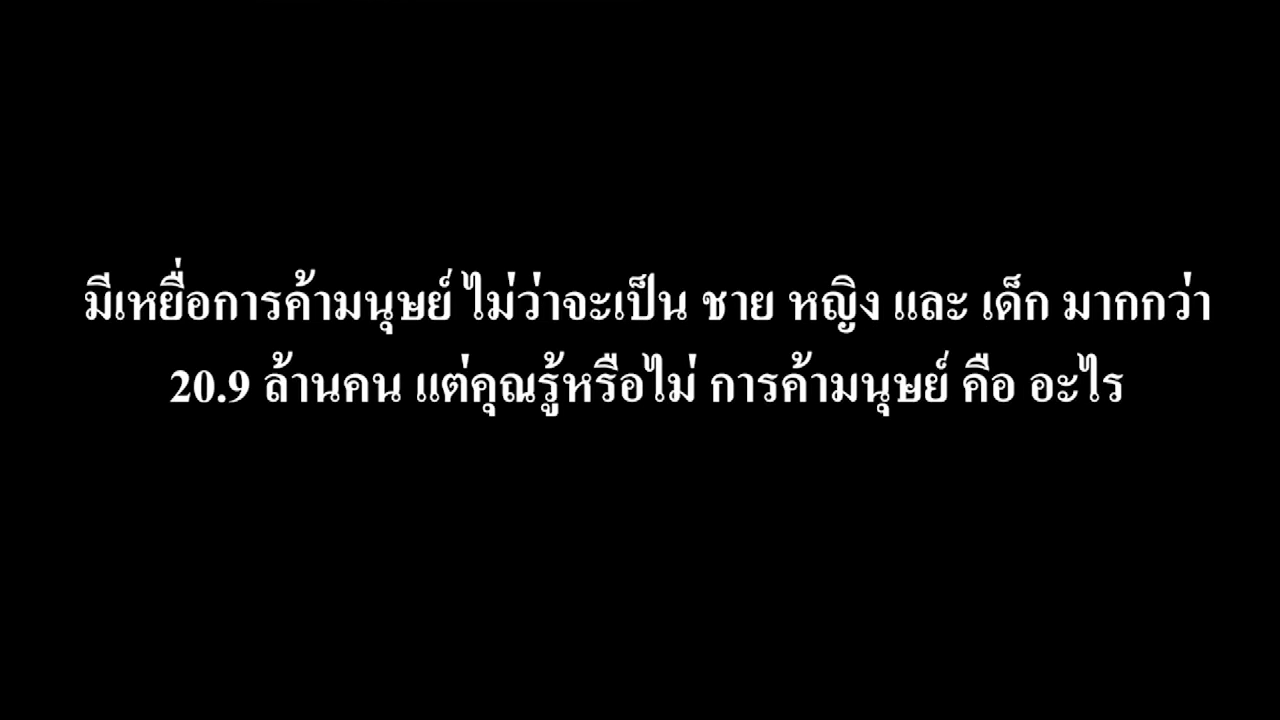 มีเหยื่อการค้ามนุษย์ ไม่ว่าจะเป็น ชาย หญิง และ เด็ก มากกว่า
20.9 ล้านคน แต่คุณรู้หรือไม่ การค้ามนุษย์ คือ อะไร